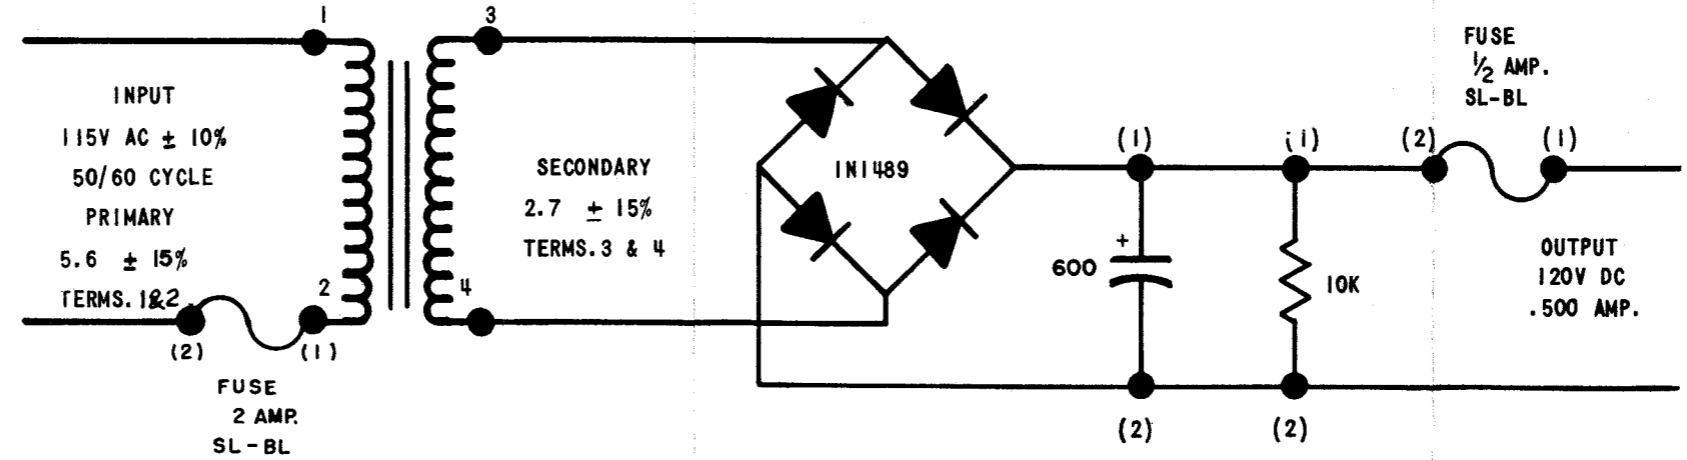 1
3
INPUT
115V AC ± 10%
50/60 CYCLE
PRIMARY
5.6 ± 15%
TERMS. 1&2
2
(2)
(1)
FUSE
2 AMP.
SL-BL
SECONDARY
2.7 ± 15%
TERMS. 3 & 4
4
1N1489
(1)
+
600
(2)
(1)
10K
(2)
FUSE
1/2 AMP.
SL-BL
(2)
(1)
OUTPUT
120V DC
.500 AMP.